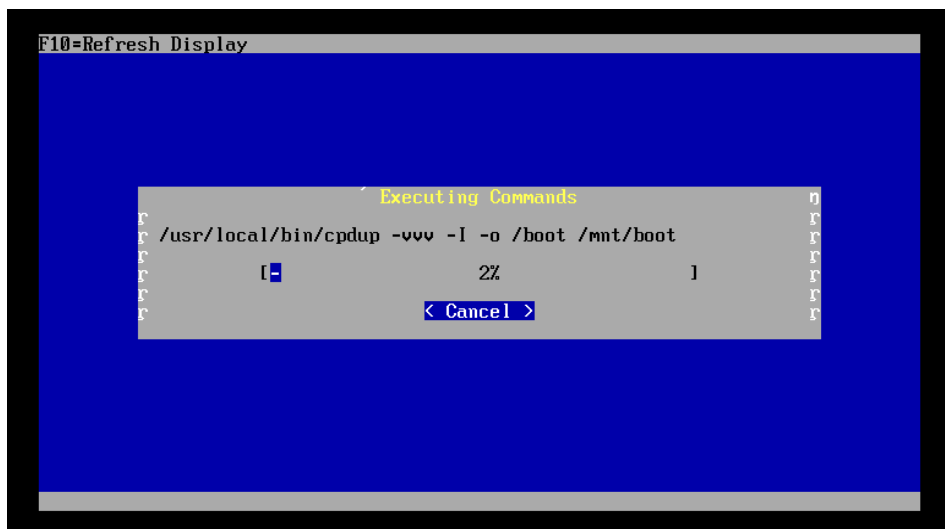 F10=Refresh Display
Executing Commands
/usr/local/bin/cpdup -vvv -I -o /boot /mnt/boot
[- 2% ]
< Cancel >